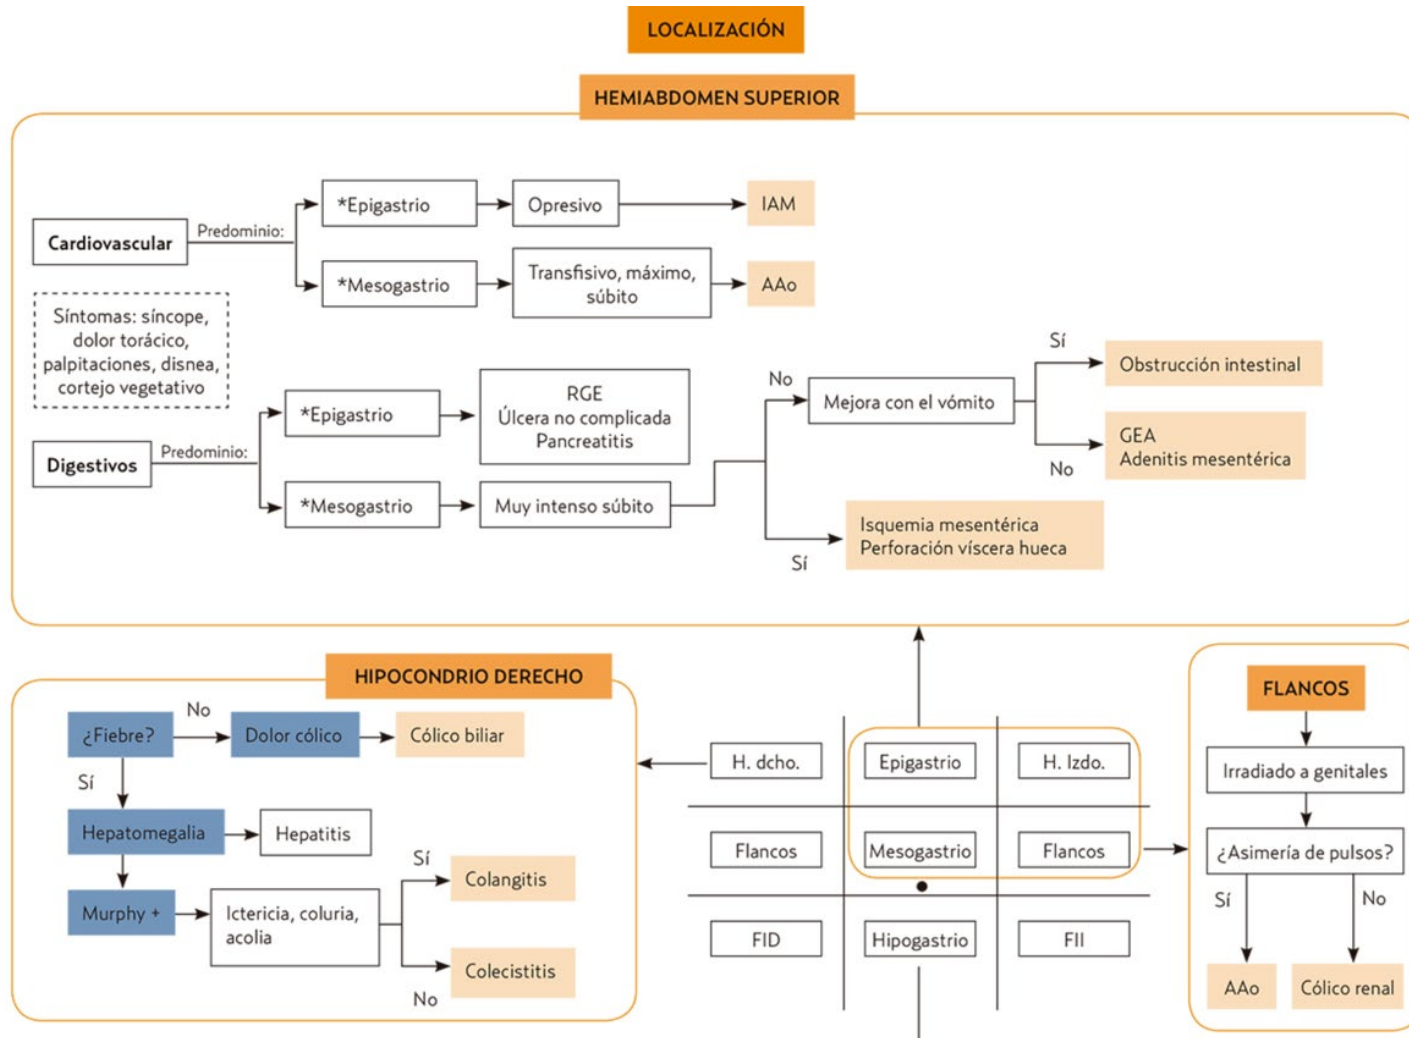 LOCALIZACIÓN
HEMIABDOMEN SUPERIOR
Cardiovascular
Predominio:
*Epigastrio
Opresivo
IAM
*Mesogastrio
Transfisivo, máximo,
súbito
AAo
Síntomas: síncope,
dolor torácico,
palpitaciones, disnea,
cortejo vegetativo
Digestivos
Predominio:
*Epigastrio
RGE
Úlcera no complicada
Pancreatitis
*Mesogastrio
Muy intenso súbito
No
Mejora con el vómito
Sí
Obstrucción intestinal
No
GEA
Adenitis mesentérica
Sí
Isquemia mesentérica
Perforación víscera hueca
HIPOCONDRIO DERECHO
¿Fiebre?
No
Dolor cólico
Cólico biliar
Sí
Hepatomegalia
Hepatitis
Murphy +
Ictericia, coluria,
acolia
Sí
Colangitis
No
Colecistitis
H. dcho.
Epigastrio
H. Izdo.
Flancos
Mesogastrio
Flancos
FID
Hipogastrio
FII
FLANCOS
Irradiado a genitales
¿Asimería de pulsos?
Sí
No
AAo
Cólico renal